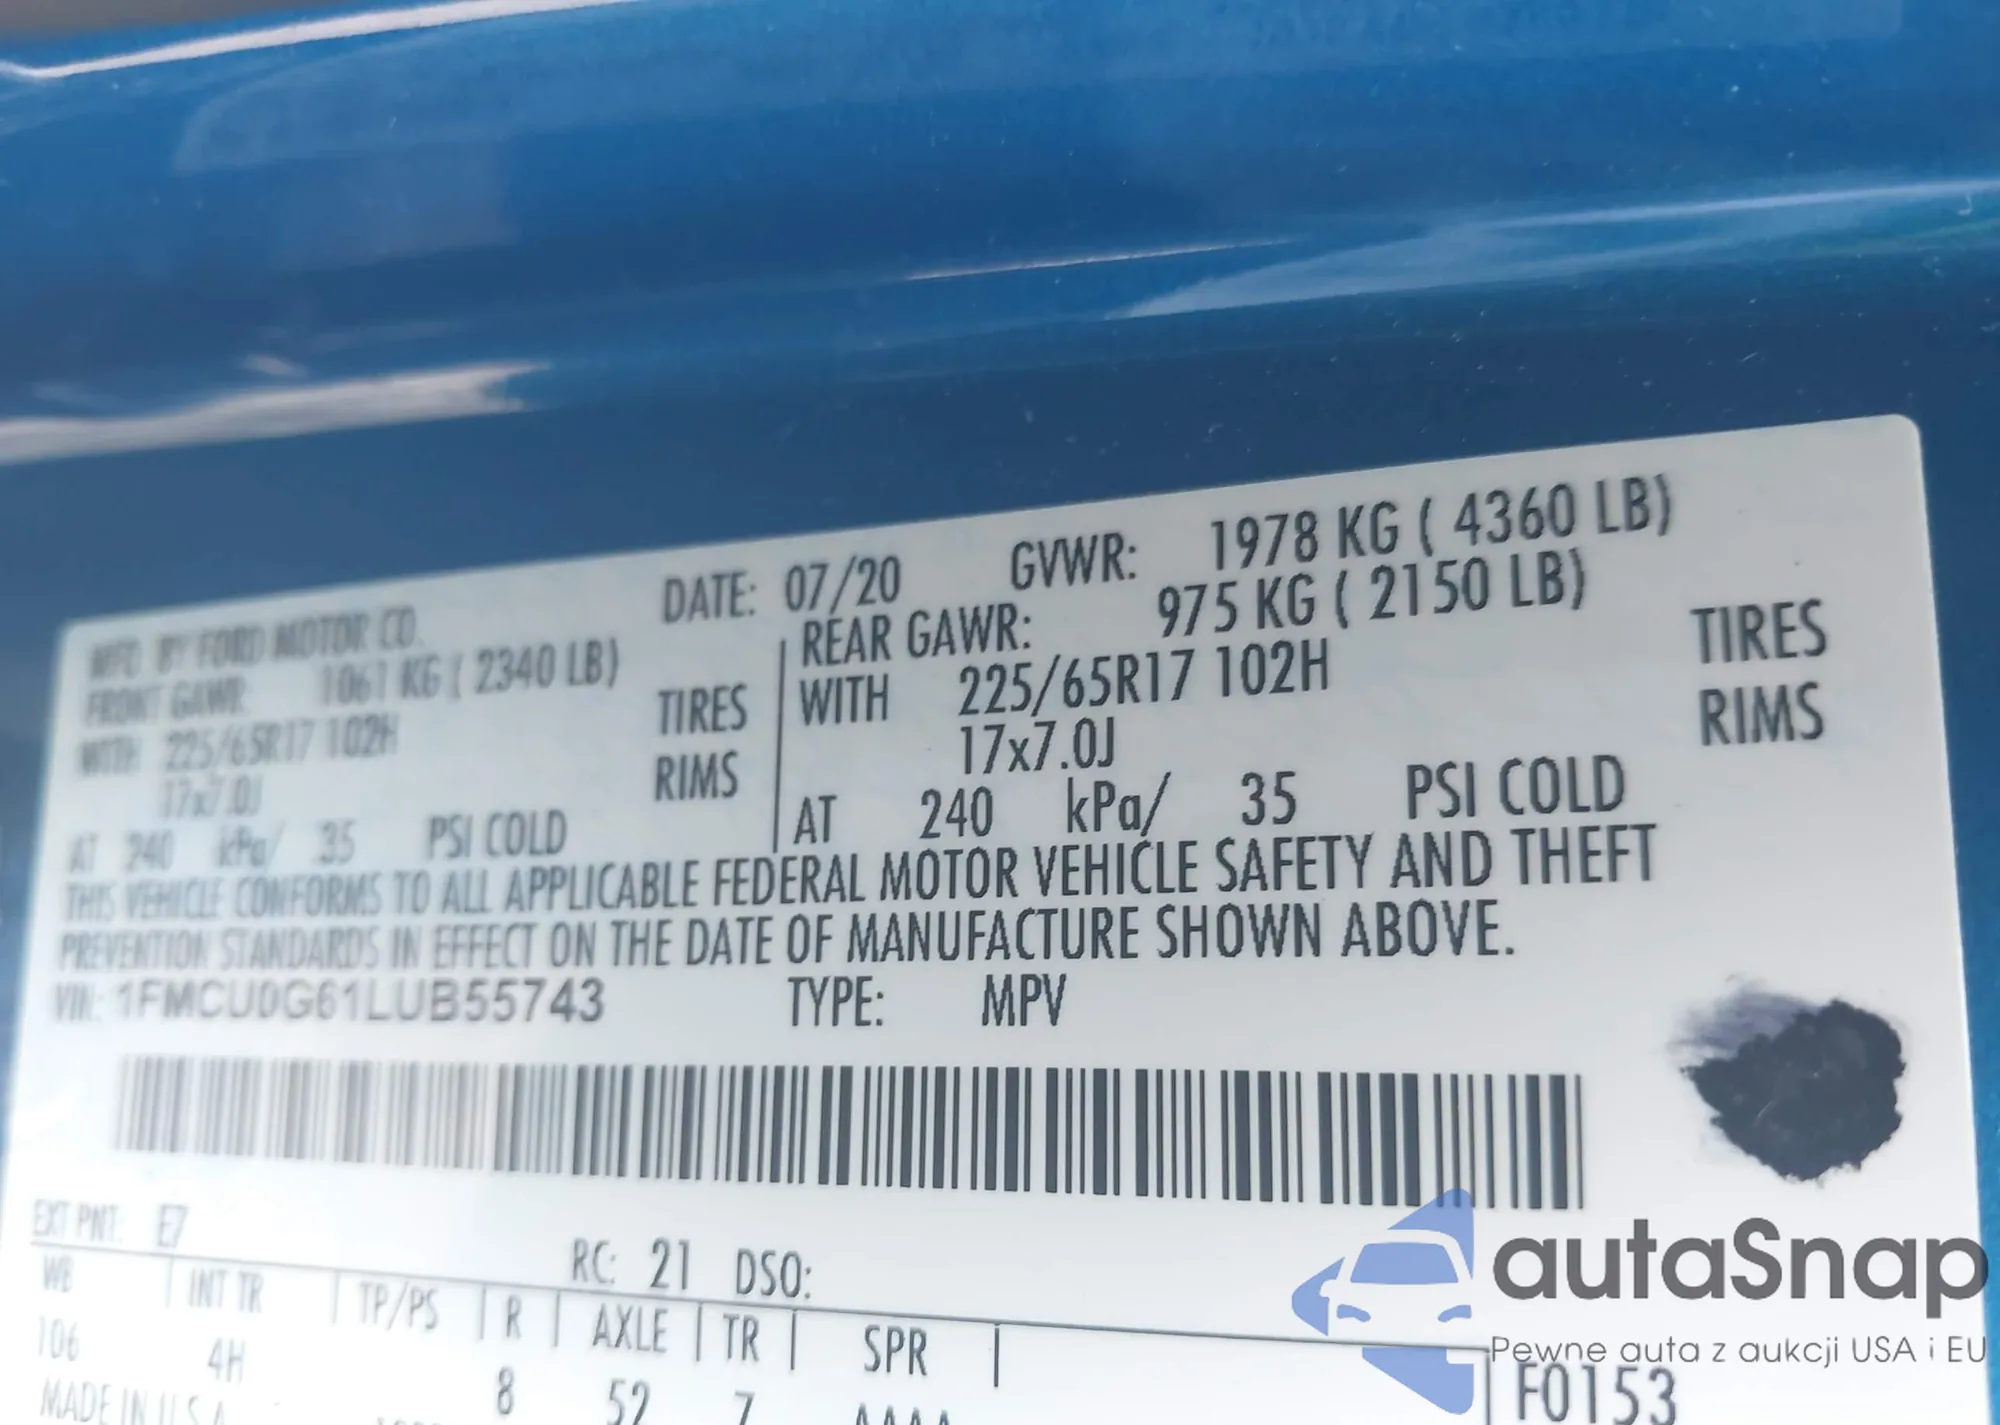 MFD BY FORD MOTOR CO. DATE: 07/20 GVWR: 1978 KG ( 4360 LB)
FRONT GAWR: 1061 KG ( 2340 LB) REAR GAWR: 975 KG ( 2150 LB)
WITH 225/65R17 102H TIRES WITH 225/65R17 102H TIRES
17x7.0J RIMS 17x7.0J RIMS
AT 240 kPa/ 35 PSI COLD AT 240 kPa/ 35 PSI COLD
THIS VEHICLE CONFORMS TO ALL APPLICABLE FEDERAL MOTOR VEHICLE SAFETY AND THEFT
PREVENTION STANDARDS IN EFFECT ON THE DATE OF MANUFACTURE SHOWN ABOVE.
VIN: 1FMCU0G61LUB55743 TYPE: MPV
EXT PNT: E7 RC: 21 DSO:
WB INT TR TP/PS R AXLE TR SPR
106 4H 8 52 7 AAAA F0153
MADE IN U.S.A.
autaSnap
Pewne auta z aukcji USA i EU